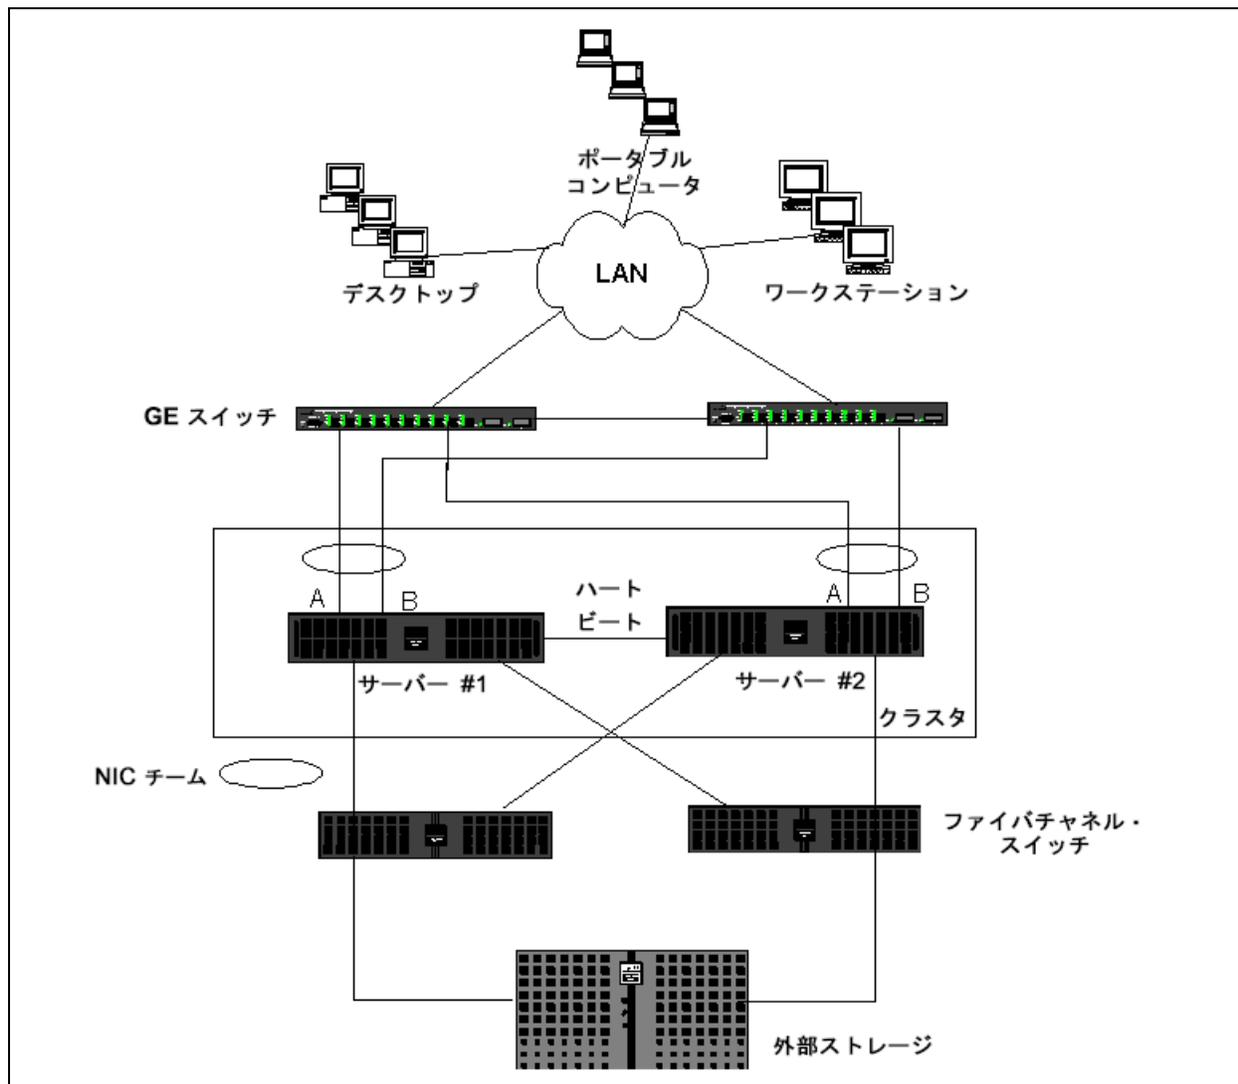 ポータブル
コンピュータ
LAN
デスクトップ
ワークステーション
GE スイッチ
A
B
ハート
ビート
A
B
サーバー #1
サーバー #2
クラスタ
NIC チーム
ファイバチャネル・
スイッチ
外部ストレージ